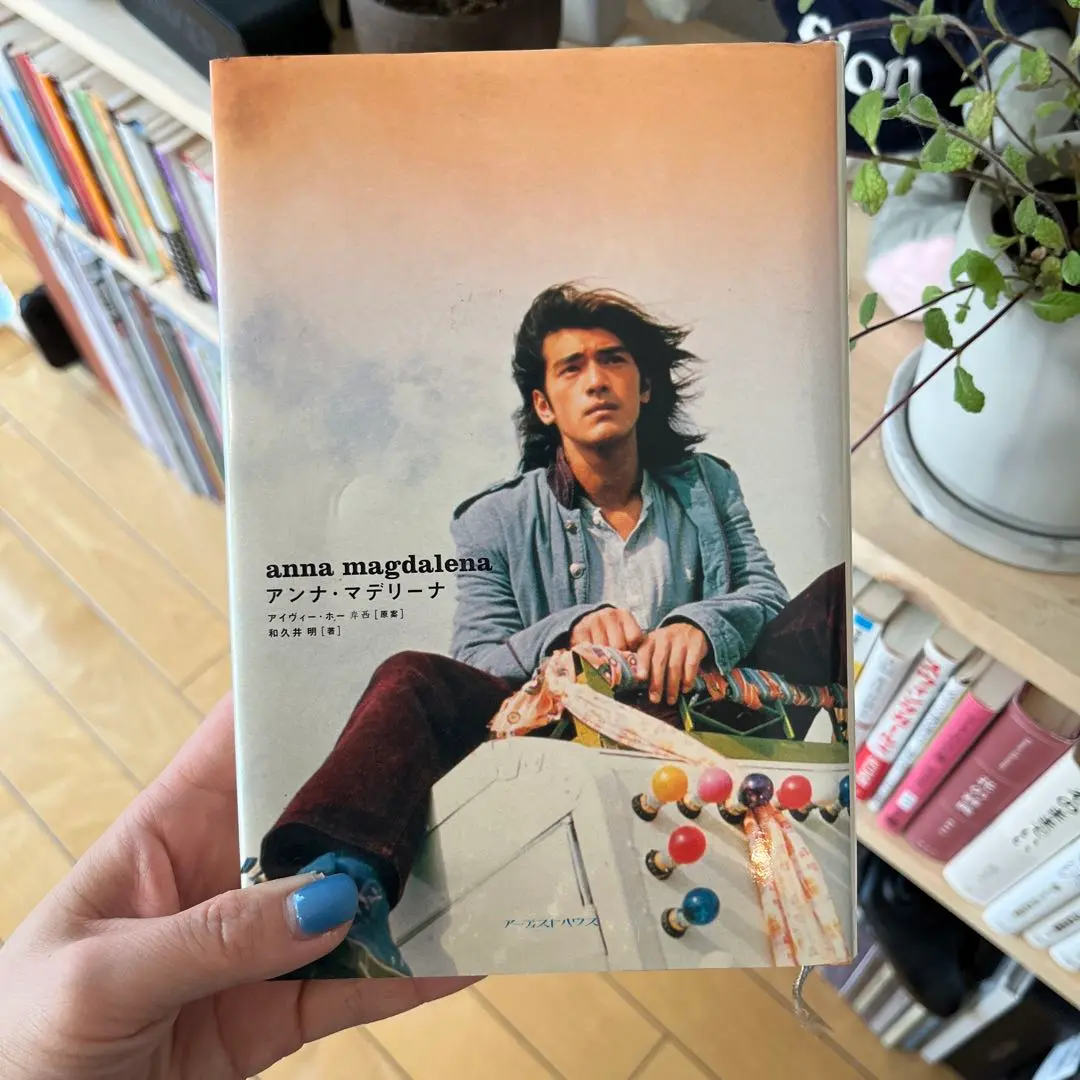 anna magdalena
アンナ・マデリーナ
アイヴィー・ホー 岸西[原案]
和久井 明[著]
アーティストハウス
on